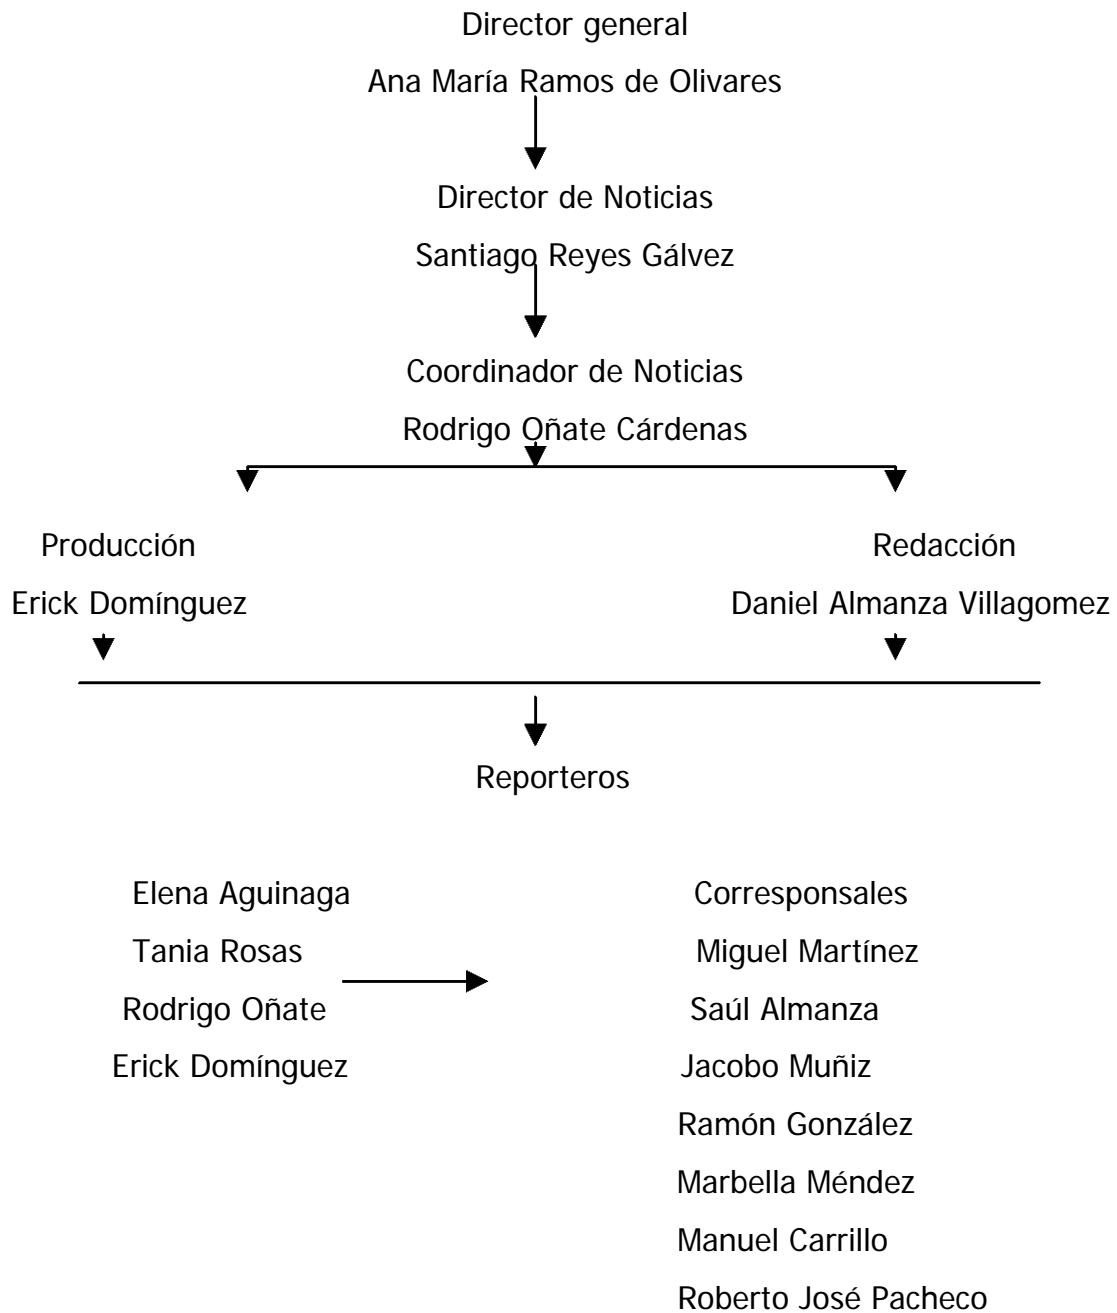 Director general
Ana María Ramos de Olivares
Director de Noticias
Santiago Reyes Gálvez
Coordinador de Noticias
Rodrigo Oñate Cárdenas
Producción
Erick Domínguez
Redacción
Daniel Almanza Villagomez
Reporteros
Elena Aguinaga
Tania Rosas
Rodrigo Oñate
Erick Domínguez
Corresponsales
Miguel Martínez
Saúl Almanza
Jacobo Muñiz
Ramón González
Marbella Méndez
Manuel Carrillo
Roberto José Pacheco